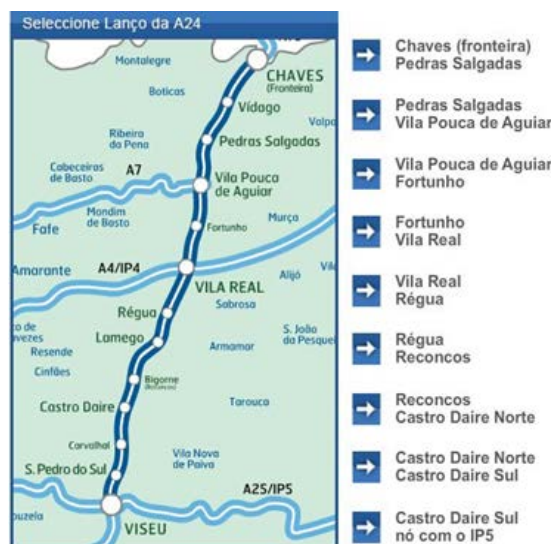 Seleccione Lanço da A24
Montalegre
CHAVES
(Fronteira)
Boticas
Vidago
Ribeira
da Pena
Pedras Salgadas
Cabeceiras
de Basto
A7
Vila Pouca
de Aguiar
Mondim
de Basto
Fafe
Fortunho
Murça
Amarante
A4/IP4
VILA REAL
Alijó
Sabrosa
Régua
Lamego
S. João
Resende
Armamar
Cinfães
Bigorne
Castro Daire
Tarouca
Carvalhal
Vila Nova
de Paiva
S. Pedro do Sul
A25/IP5
VISEU
Chaves (fronteira)
Pedras Salgadas
Pedras Salgadas
Vila Pouca de Aguiar
Vila Pouca de Aguiar
Fortunho
Fortunho
Vila Real
Vila Real
Régua
Régua
Reconcos
Reconcos
Castro Daire Norte
Castro Daire Norte
Castro Daire Sul
Castro Daire Sul
nó com o IP5